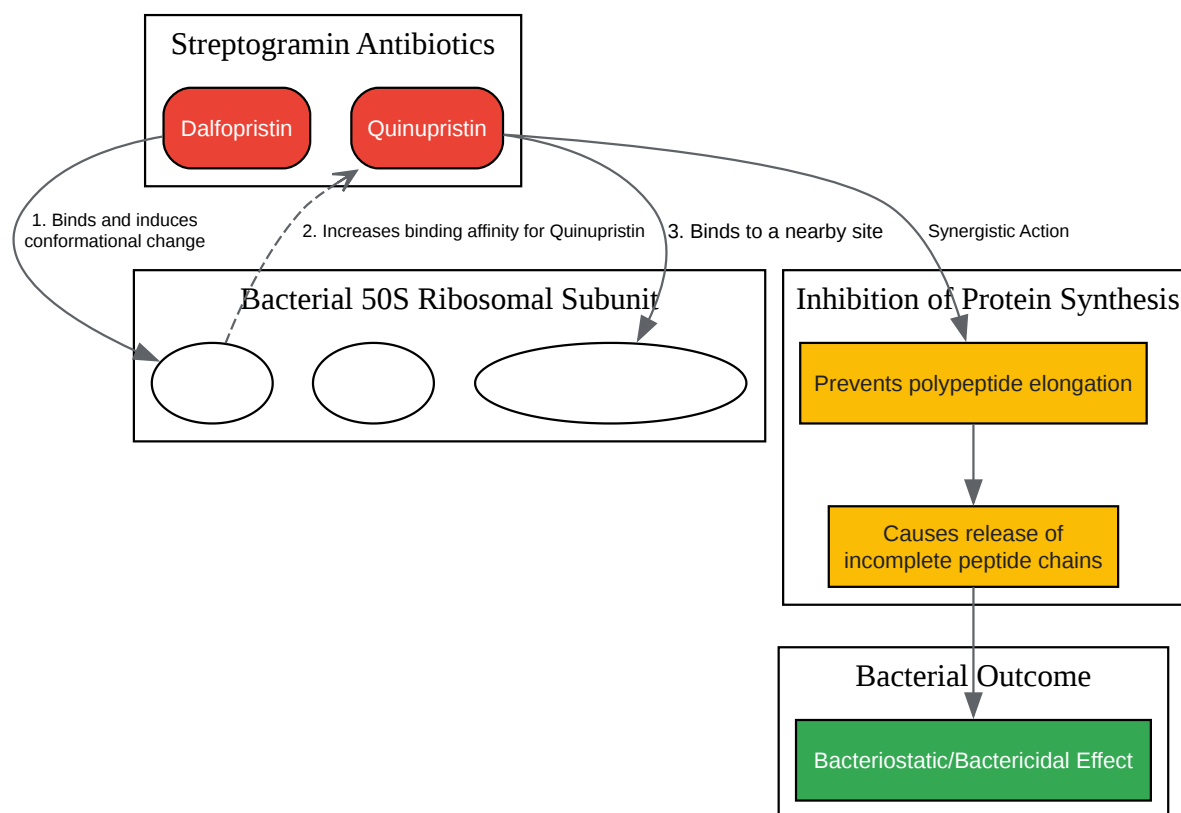 Streptogramin Antibiotics
Dalfopristin
Quinupristin
1. Binds and induces
conformational change
2. Increases binding affinity for Quinupristin
3. Binds to a nearby site
Synergistic Action
Bacterial 50S Ribosomal Subunit
Inhibition of Protein Synthesis
Prevents polypeptide elongation
Causes release of
incomplete peptide chains
Bacterial Outcome
Bacteriostatic/Bactericidal Effect